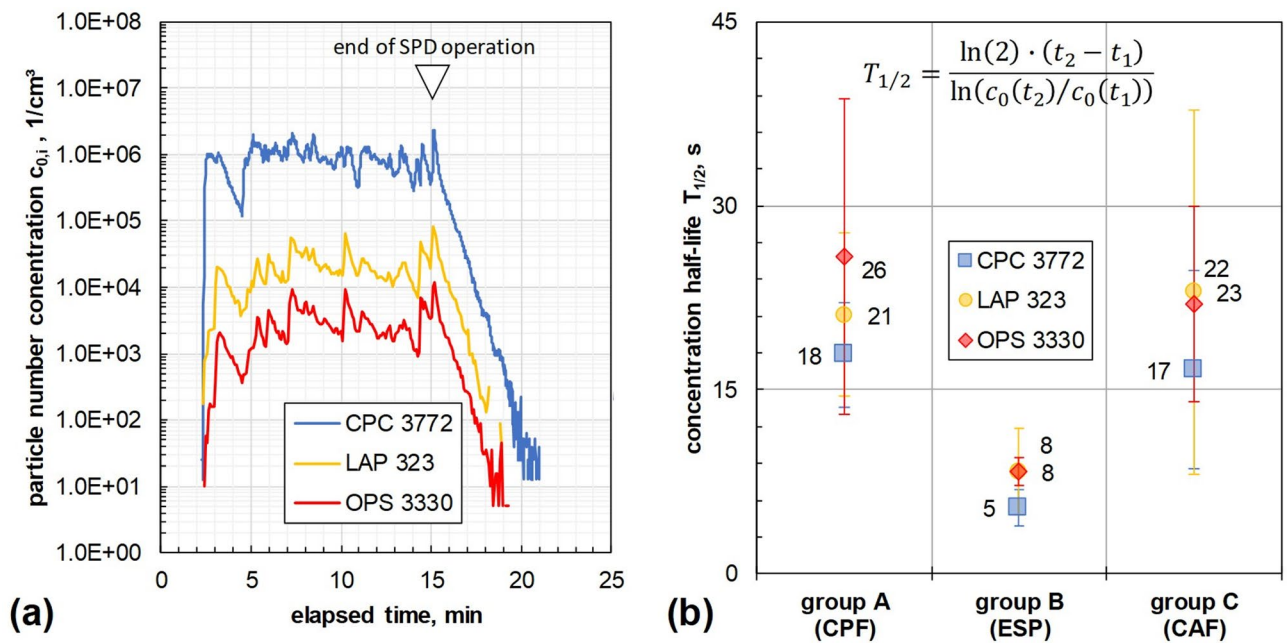 particle number conentration c₀,ᵢ , 1/cm³
1.0E+08
1.0E+07
1.0E+06
1.0E+05
1.0E+04
1.0E+03
1.0E+02
1.0E+01
1.0E+00
end of SPD operation
CPC 3772
LAP 323
OPS 3330
0 5 10 15 20 25
elapsed time, min
(a)
concentration half-life T₁/₂, s
45
30
15
0
T₁/₂ = ln(2) · (t₂ − t₁) / ln(c₀(t₂)/c₀(t₁))
26
21
18
CPC 3772
LAP 323
OPS 3330
8
8
5
22
23
17
group A
(CPF)
group B
(ESP)
group C
(CAF)
(b)